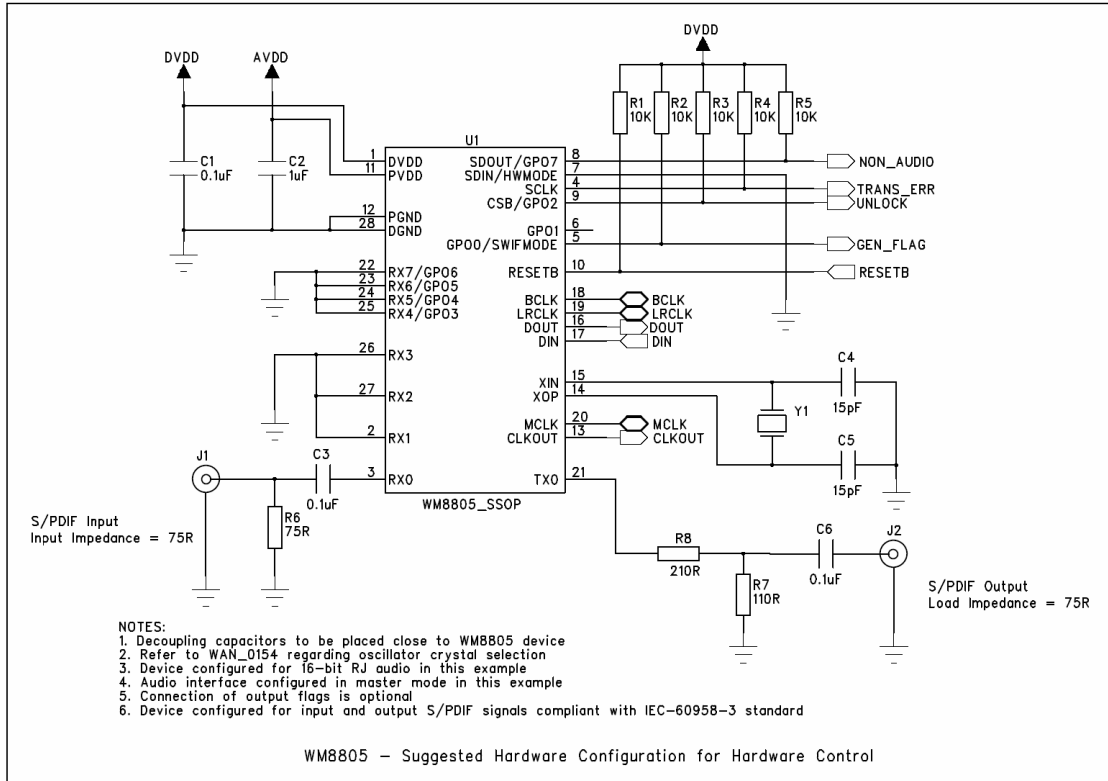 DVDD
AVDD
DVDD
C1
0.1uF
C2
1uF
R1
10K
R2
10K
R3
10K
R4
10K
R5
10K
U1
1 DVDD
11 PVDD
12 PGND
28 DGND
22 RX7/GPO6
23 RX6/GPO5
24 RX5/GPO4
25 RX4/GPO3
26 RX3
27 RX2
2 RX1
3 RX0
SDOUT/GPO7 8 NON_AUDIO
SDIN/HWMODE 7
SCLK 4 TRANS_ERR
CSB/GPO2 9 UNLOCK
GPO1 6
GPO0/SWIFMODE 5 GEN_FLAG
RESETB 10 RESETB
BCLK 18 BCLK
LRCLK 19 LRCLK
DOUT 16 DOUT
DIN 17 DIN
XIN 15
XOP 14
MCLK 20 MCLK
CLKOUT 13 CLKOUT
TX0 21
WM8805_SSOP
C4
15pF
Y1
C5
15pF
J1
C3
0.1uF
R6
75R
S/PDIF Input
Input Impedance = 75R
R8
210R
R7
110R
C6
0.1uF
J2
S/PDIF Output
Load Impedance = 75R
NOTES:
1. Decoupling capacitors to be placed close to WM8805 device
2. Refer to WAN_0154 regarding oscillator crystal selection
3. Device configured for 16-bit RJ audio in this example
4. Audio interface configured in master mode in this example
5. Connection of output flags is optional
6. Device configured for input and output S/PDIF signals compliant with IEC-60958-3 standard
WM8805 - Suggested Hardware Configuration for Hardware Control